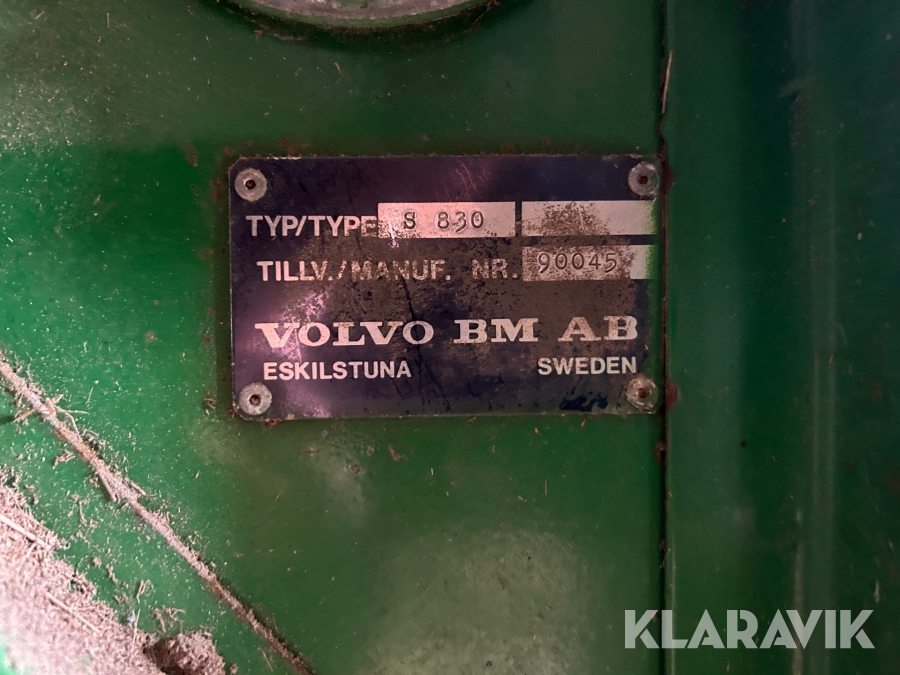 TYP/TYPE S 830
TILLV./MANUF. NR. 90045
VOLVO BM AB
ESKILSTUNA SWEDEN
KLARAVIK